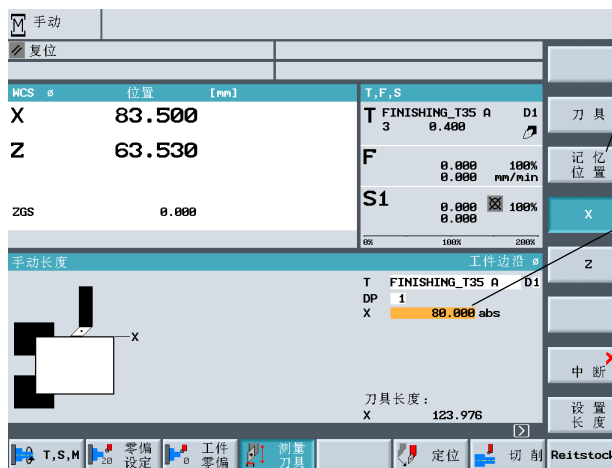 M 手动
复位
WCS ø 位置 [mm] T,F,S
X 83.500
Z 63.530
ZGS 0.000
T FINISHING_T35 A D1
3 0.400
F 0.000 100%
0.000 mm/min
S1 0.000 100%
0.000
0% 100% 200%
手动长度 工件边沿 ø
T FINISHING_T35 A D1
DP 1
X 80.000 abs
X
刀具长度：
X 123.976
刀具
记忆
位置
X
Z
中断
设置
长度
T,S,M
零偏
设定
工件
零偏
测量
刀具
定位
切削
Reitstock